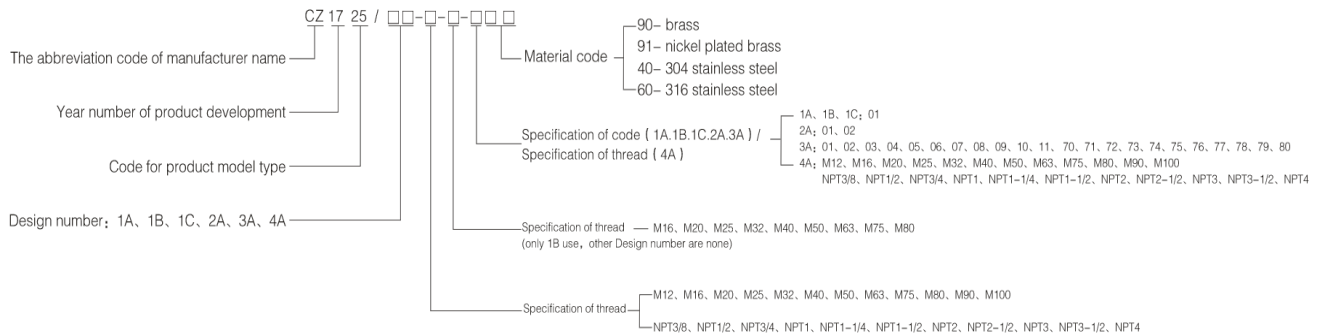 CZ 17 25 / □□-□-□-□□□
The abbreviation code of manufacturer name
Year number of product development
Code for product model type
Design number：1A、1B、1C、2A、3A、4A
Material code
90- brass
91- nickel plated brass
40- 304 stainless steel
60- 316 stainless steel
Specification of code（1A.1B.1C.2A.3A）/
Specification of thread（4A）
1A、1B、1C：01
2A：01、02
3A：01、02、03、04、05、06、07、08、09、10、11、70、71、72、73、74、75、76、77、78、79、80
4A：M12、M16、M20、M25、M32、M40、M50、M63、M75、M80、M90、M100
NPT3/8、NPT1/2、NPT3/4、NPT1、NPT1-1/4、NPT1-1/2、NPT2、NPT2-1/2、NPT3、NPT3-1/2、NPT4
Specification of thread — M16、M20、M25、M32、M40、M50、M63、M75、M80
(only 1B use，other Design number are none)
Specification of thread
M12、M16、M20、M25、M32、M40、M50、M63、M75、M80、M90、M100
NPT3/8、NPT1/2、NPT3/4、NPT1、NPT1-1/4、NPT1-1/2、NPT2、NPT2-1/2、NPT3、NPT3-1/2、NPT4